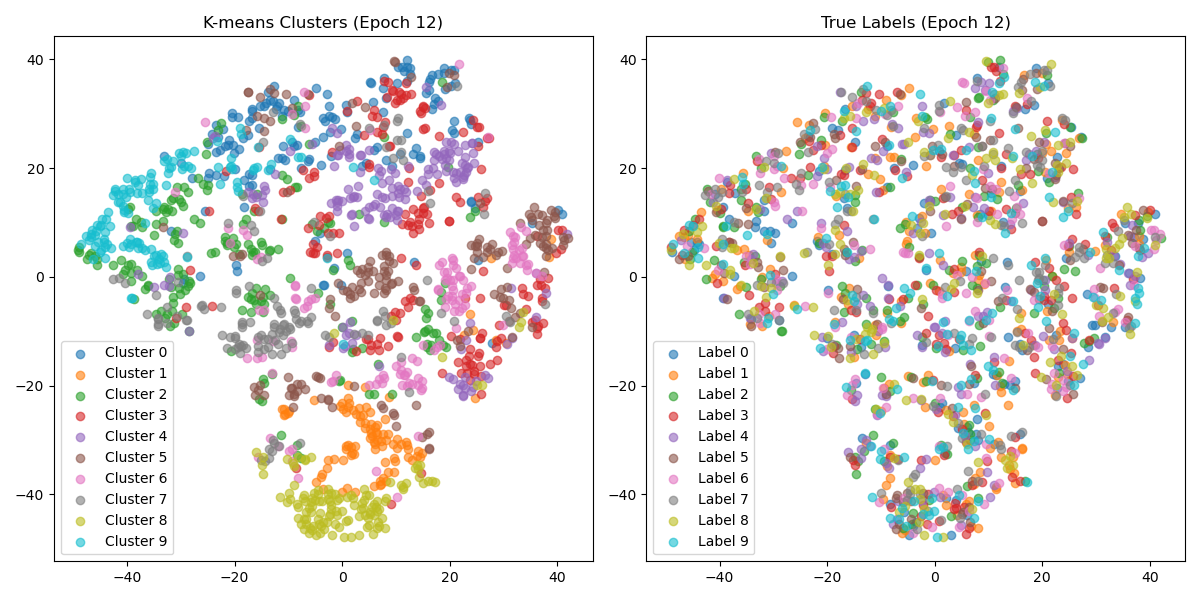 K-means Clusters (Epoch 12)
40
20
0
−20
−40
−40
−20
0
20
40
Cluster 0
Cluster 1
Cluster 2
Cluster 3
Cluster 4
Cluster 5
Cluster 6
Cluster 7
Cluster 8
Cluster 9
True Labels (Epoch 12)
40
20
0
−20
−40
−40
−20
0
20
40
Label 0
Label 1
Label 2
Label 3
Label 4
Label 5
Label 6
Label 7
Label 8
Label 9